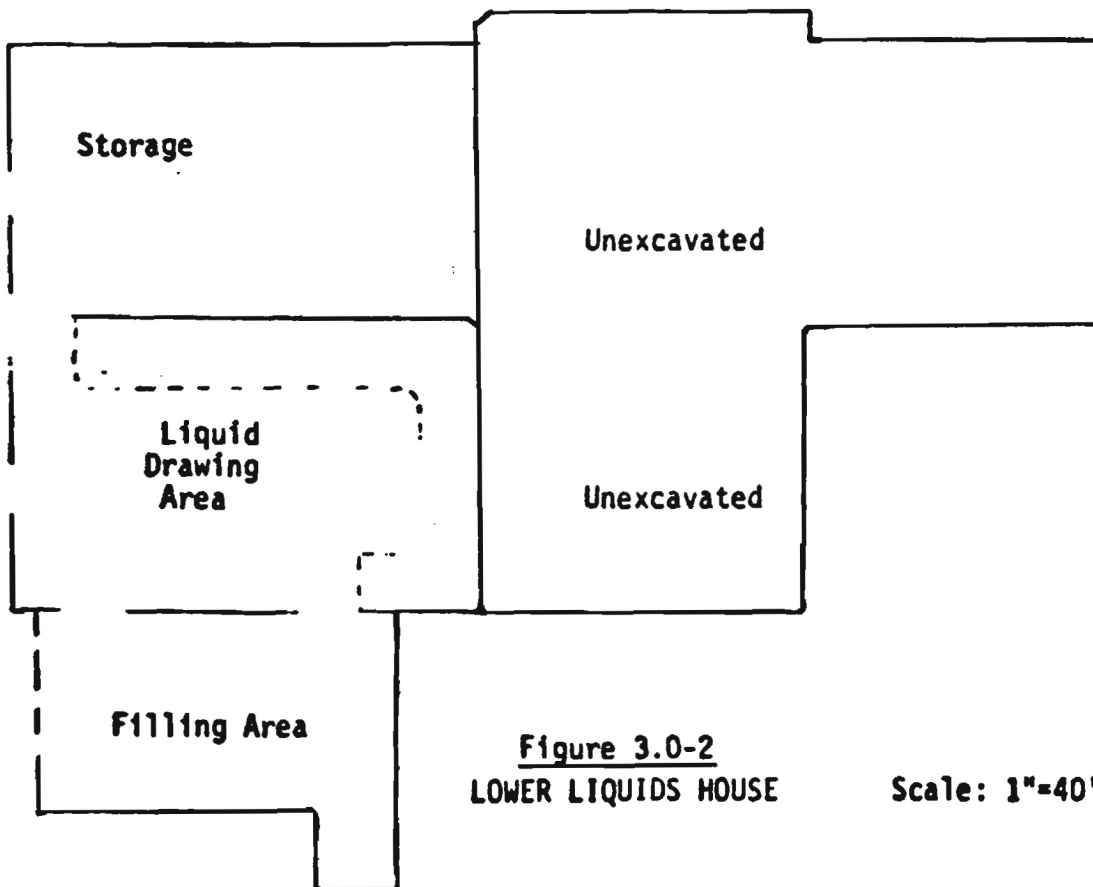 Storage
Unexcavated
Liquid
Drawing
Area
Unexcavated
Filling Area
Figure 3.0-2
LOWER LIQUIDS HOUSE
Scale: 1"=40'